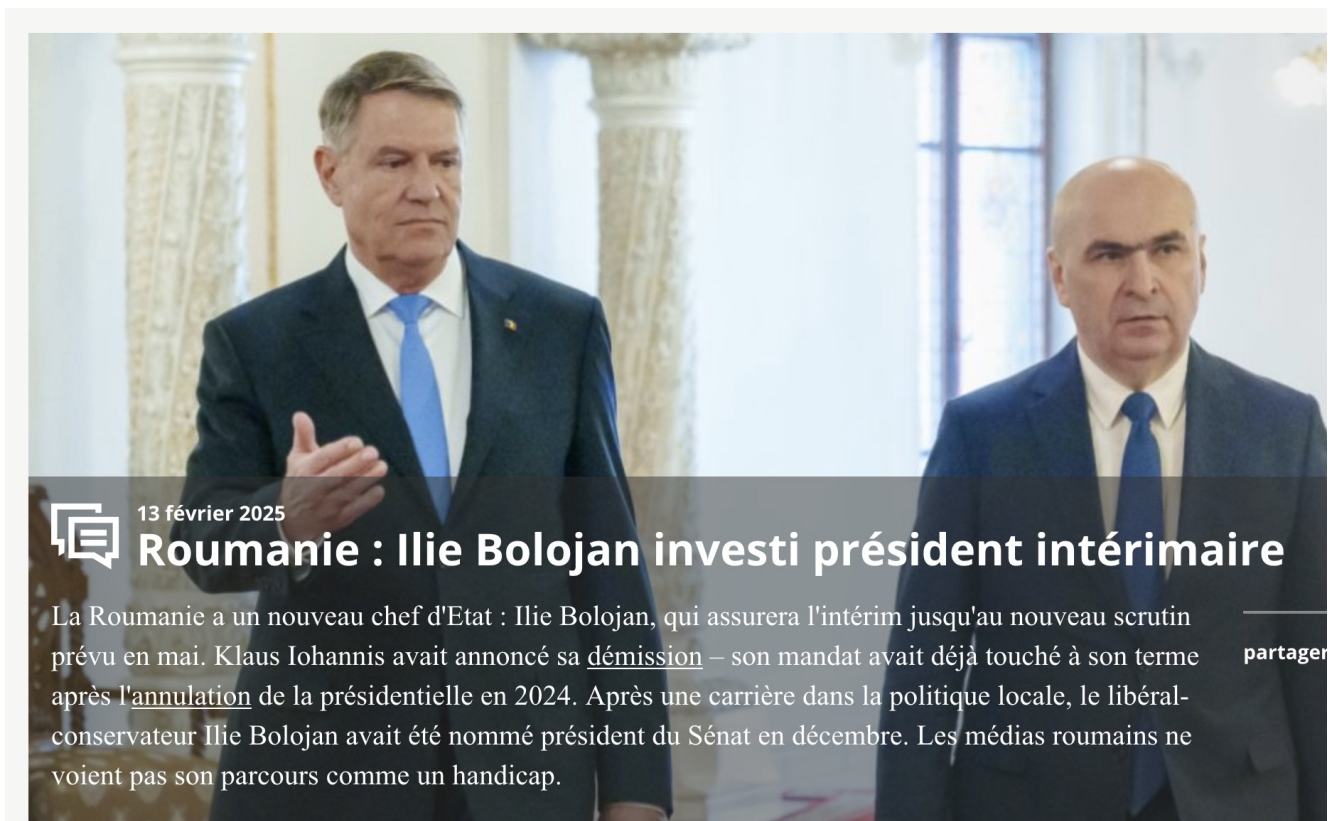 13 février 2025
Roumanie : Ilie Bolojan investi président intérimaire
La Roumanie a un nouveau chef d'Etat : Ilie Bolojan, qui assurera l'intérim jusqu'au nouveau scrutin
prévu en mai. Klaus Iohannis avait annoncé sa démission – son mandat avait déjà touché à son terme
après l'annulation de la présidentielle en 2024. Après une carrière dans la politique locale, le libéral-
conservateur Ilie Bolojan avait été nommé président du Sénat en décembre. Les médias roumains ne
voient pas son parcours comme un handicap.
partager